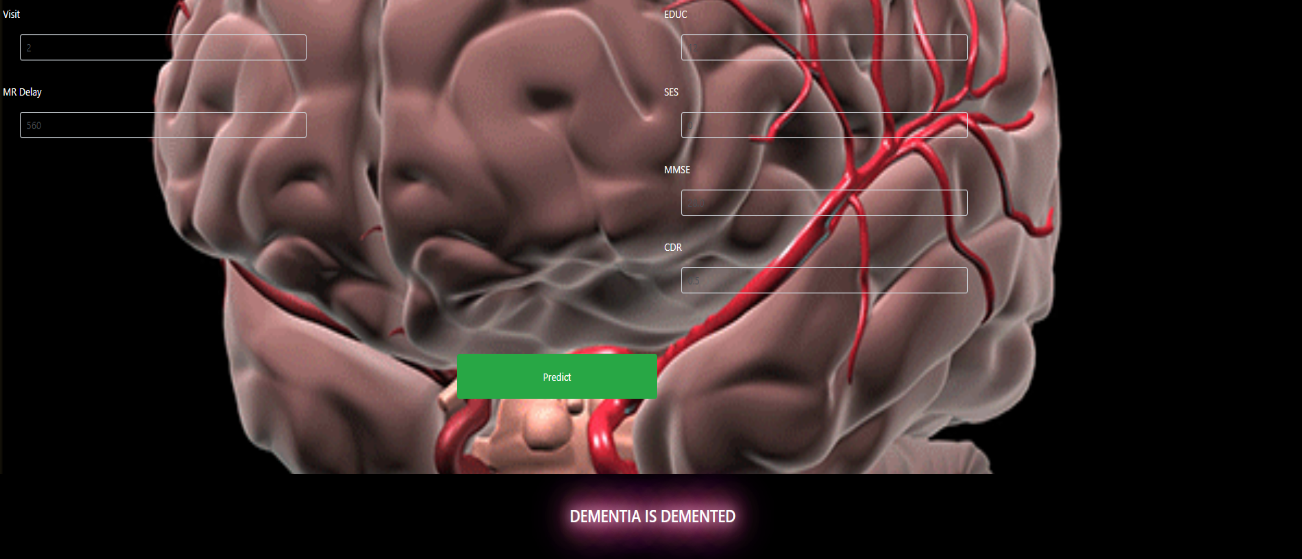 Visit
2
MR Delay
560
EDUC
SES
MMSE
CDR
Predict
DEMENTIA IS DEMENTED